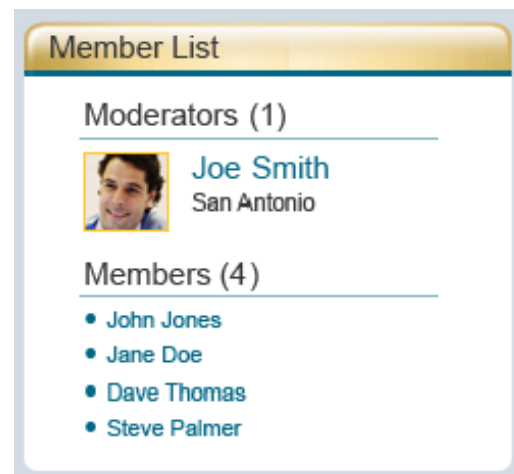 Member List
Moderators (1)
Joe Smith
San Antonio
Members (4)
John Jones
Jane Doe
Dave Thomas
Steve Palmer